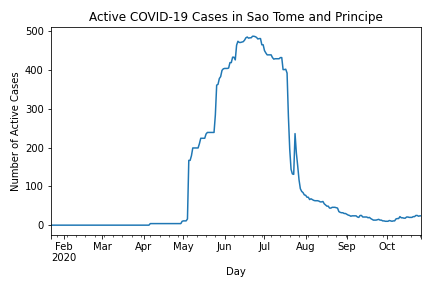 Active COVID-19 Cases in Sao Tome and Principe
Number of Active Cases
500
400
300
200
100
0
Feb Mar Apr May Jun Jul Aug Sep Oct
2020
Day